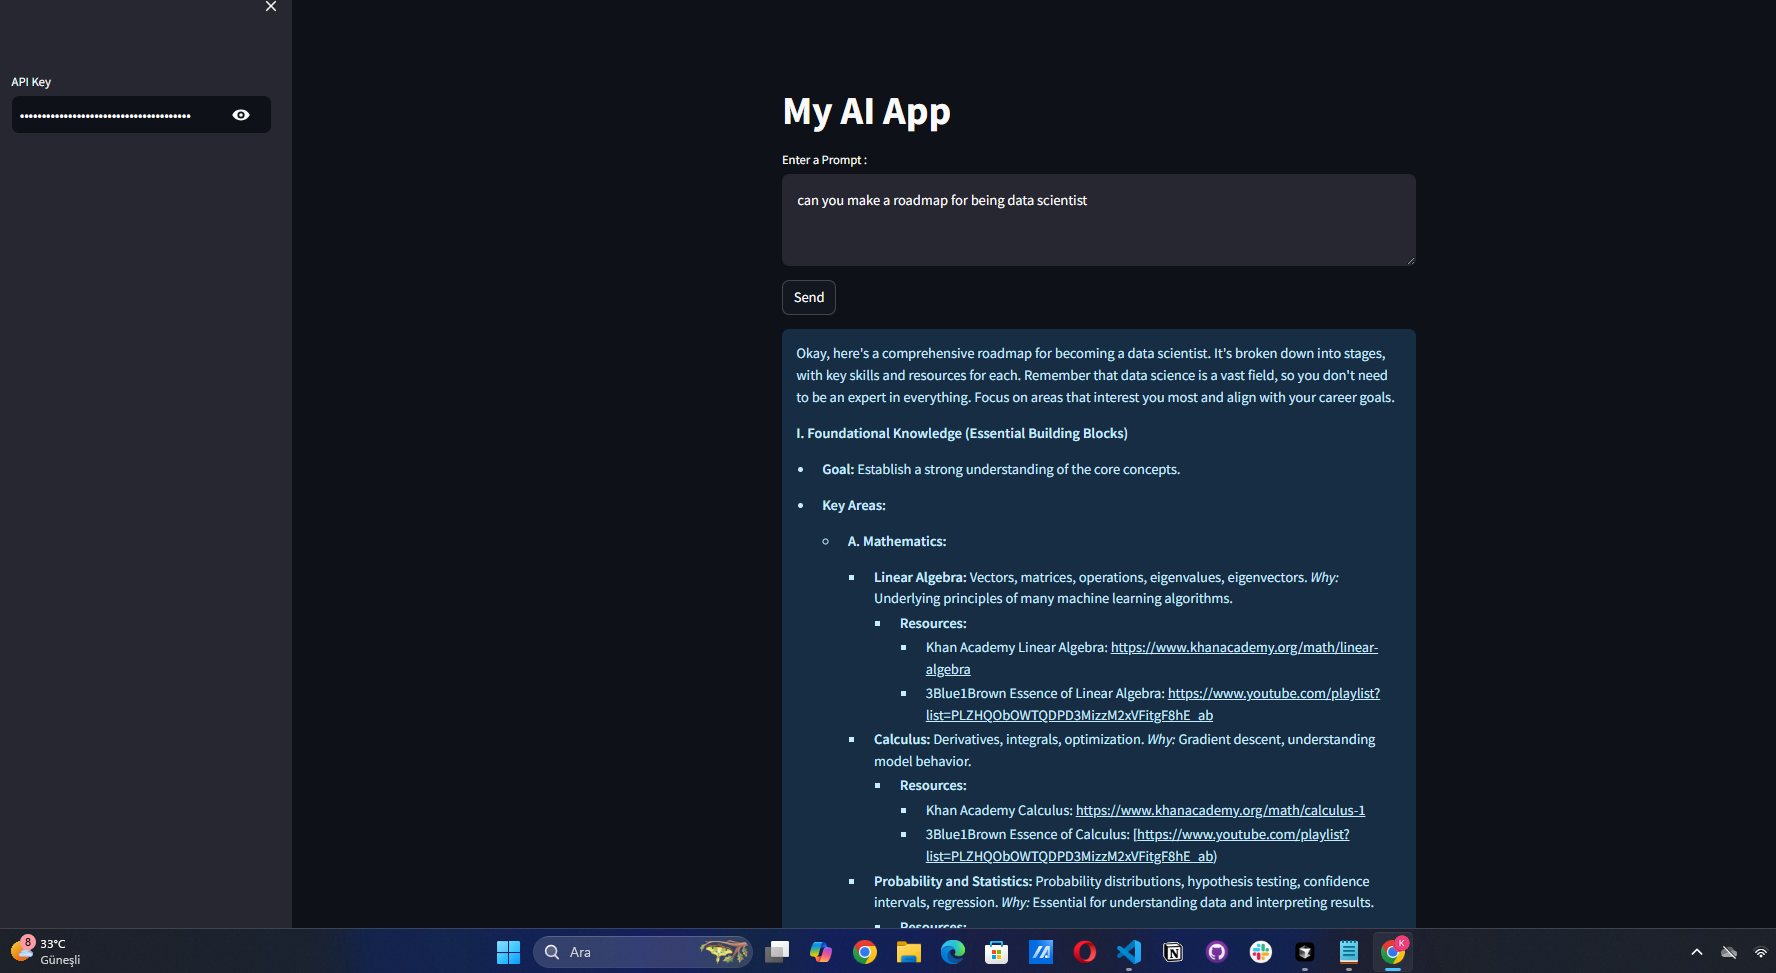 API Key
My AI App
Enter a Prompt :
can you make a roadmap for being data scientist
Send
Okay, here's a comprehensive roadmap for becoming a data scientist. It's broken down into stages,
with key skills and resources for each. Remember that data science is a vast field, so you don't need
to be an expert in everything. Focus on areas that interest you most and align with your career goals.
I. Foundational Knowledge (Essential Building Blocks)
Goal: Establish a strong understanding of the core concepts.
Key Areas:
A. Mathematics:
Linear Algebra: Vectors, matrices, operations, eigenvalues, eigenvectors. Why:
Underlying principles of many machine learning algorithms.
Resources:
Khan Academy Linear Algebra: https://www.khanacademy.org/math/linear-
algebra
3Blue1Brown Essence of Linear Algebra: https://www.youtube.com/playlist?
list=PLZHQObOWTQDPD3MizzM2xVFitgF8hE_ab
Calculus: Derivatives, integrals, optimization. Why: Gradient descent, understanding
model behavior.
Resources:
Khan Academy Calculus: https://www.khanacademy.org/math/calculus-1
3Blue1Brown Essence of Calculus: [https://www.youtube.com/playlist?
list=PLZHQObOWTQDPD3MizzM2xVFitgF8hE_ab)
Probability and Statistics: Probability distributions, hypothesis testing, confidence
intervals, regression. Why: Essential for understanding data and interpreting results.
Resources:
8
33°C
Güneşli
Ara
K